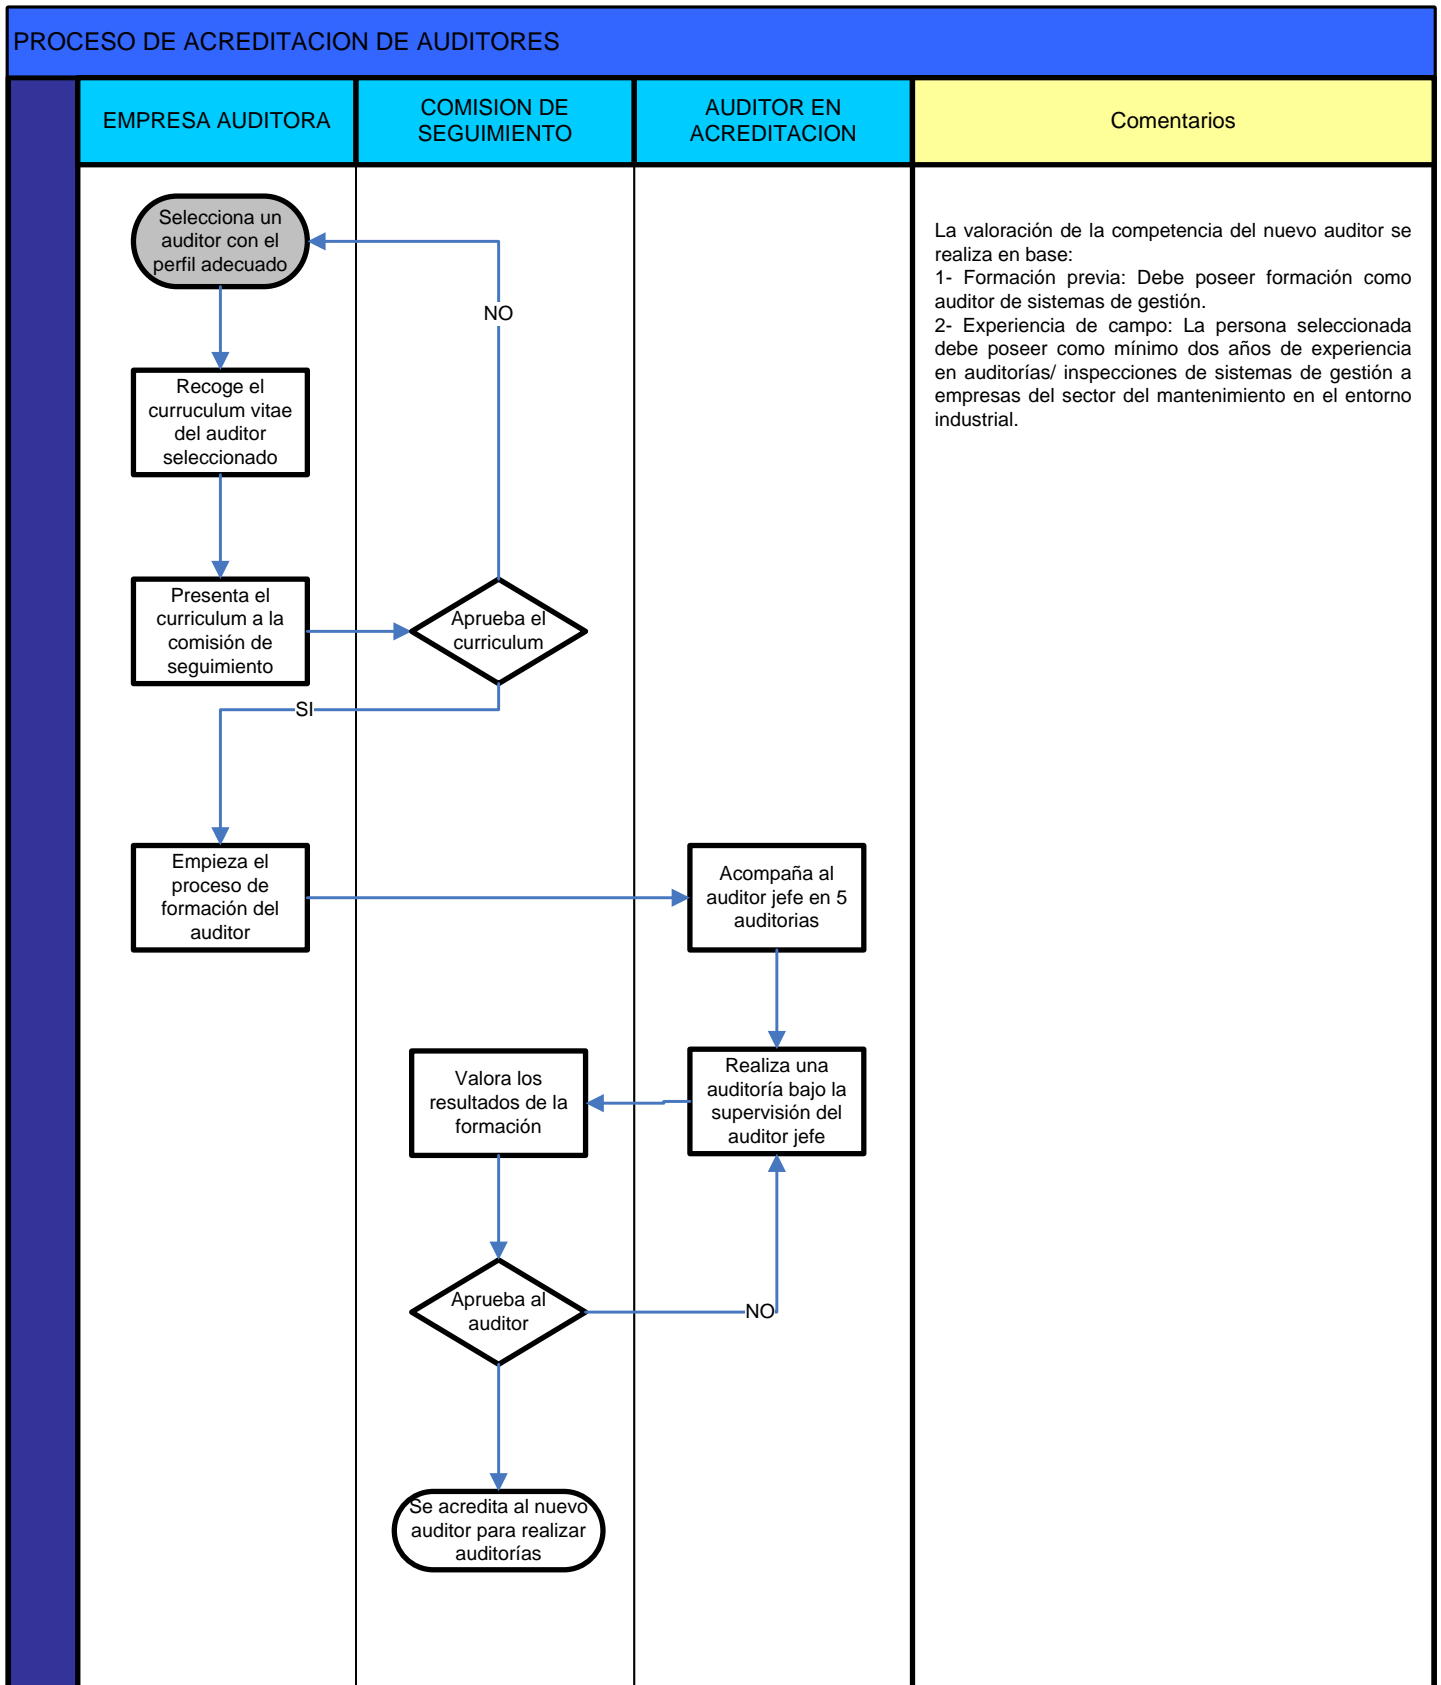 PROCESO DE ACREDITACION DE AUDITORES
EMPRESA AUDITORA
COMISION DE
SEGUIMIENTO
AUDITOR EN
ACREDITACION
Comentarios
Selecciona un
auditor con el
perfil adecuado
La valoración de la competencia del nuevo auditor se
realiza en base:
1- Formación previa: Debe poseer formación como
auditor de sistemas de gestión.
2- Experiencia de campo: La persona seleccionada
debe poseer como mínimo dos años de experiencia
en auditorías/ inspecciones de sistemas de gestión a
empresas del sector del mantenimiento en el entorno
industrial.
NO
Recoge el
curruculum vitae
del auditor
seleccionado
Presenta el
curriculum a la
comisión de
seguimiento
Aprueba el
curriculum
SI
Empieza el
proceso de
formación del
auditor
Acompaña al
auditor jefe en 5
auditorias
Realiza una
auditoría bajo la
supervisión del
auditor jefe
Valora los
resultados de la
formación
Aprueba al
auditor
NO
Se acredita al nuevo
auditor para realizar
auditorías